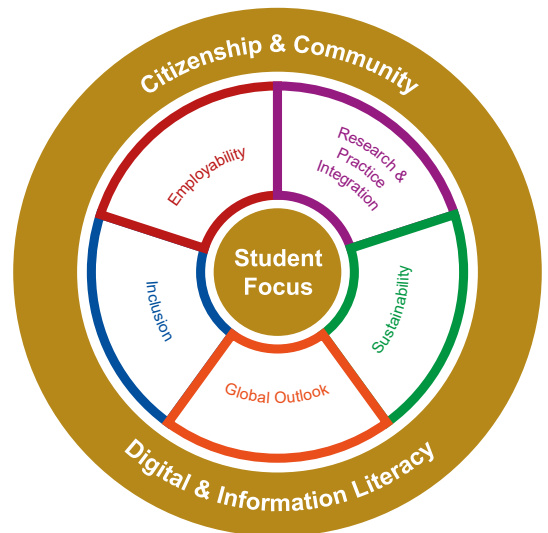 Citizenship & Community
Employability
Research &
Practice
Integration
Student
Focus
Inclusion
Sustainability
Global Outlook
Digital & Information Literacy